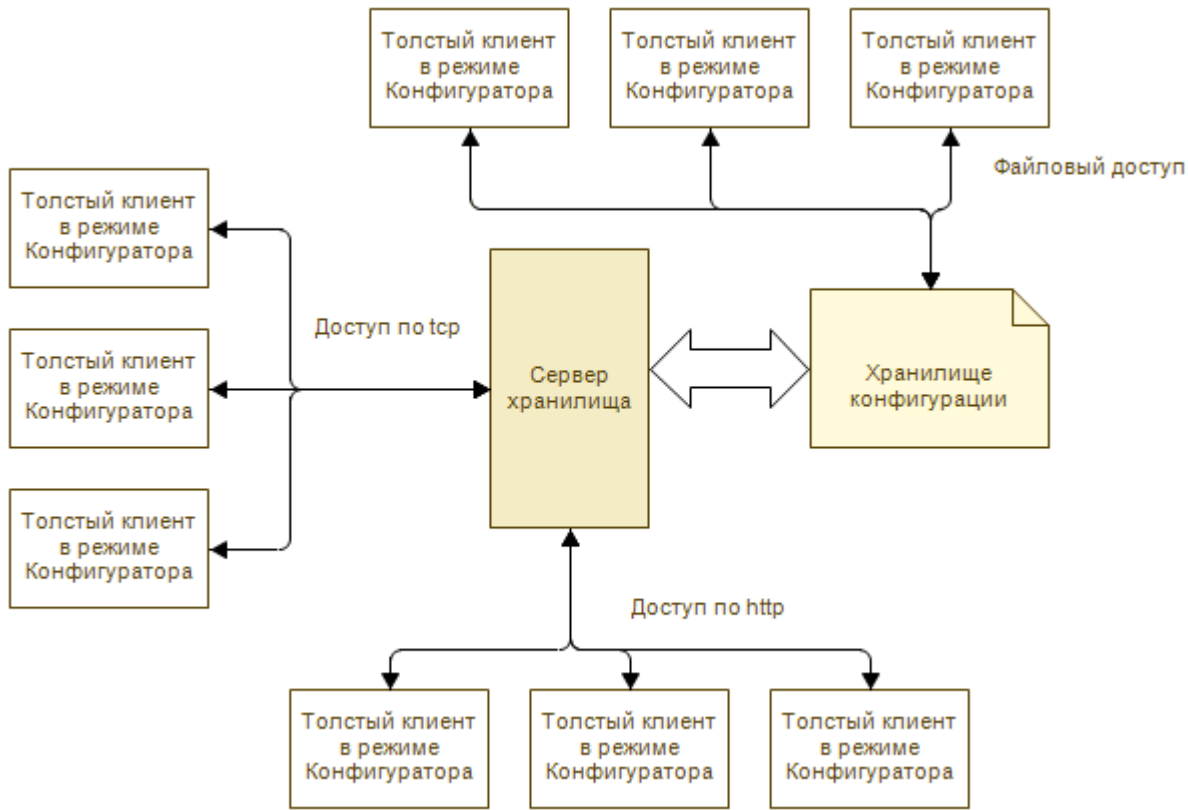 Толстый клиент
в режиме
Конфигуратора
Толстый клиент
в режиме
Конфигуратора
Толстый клиент
в режиме
Конфигуратора
Файловый доступ
Толстый клиент
в режиме
Конфигуратора
Доступ по tcp
Толстый клиент
в режиме
Конфигуратора
Сервер
хранилища
Хранилище
конфигурации
Толстый клиент
в режиме
Конфигуратора
Доступ по http
Толстый клиент
в режиме
Конфигуратора
Толстый клиент
в режиме
Конфигуратора
Толстый клиент
в режиме
Конфигуратора